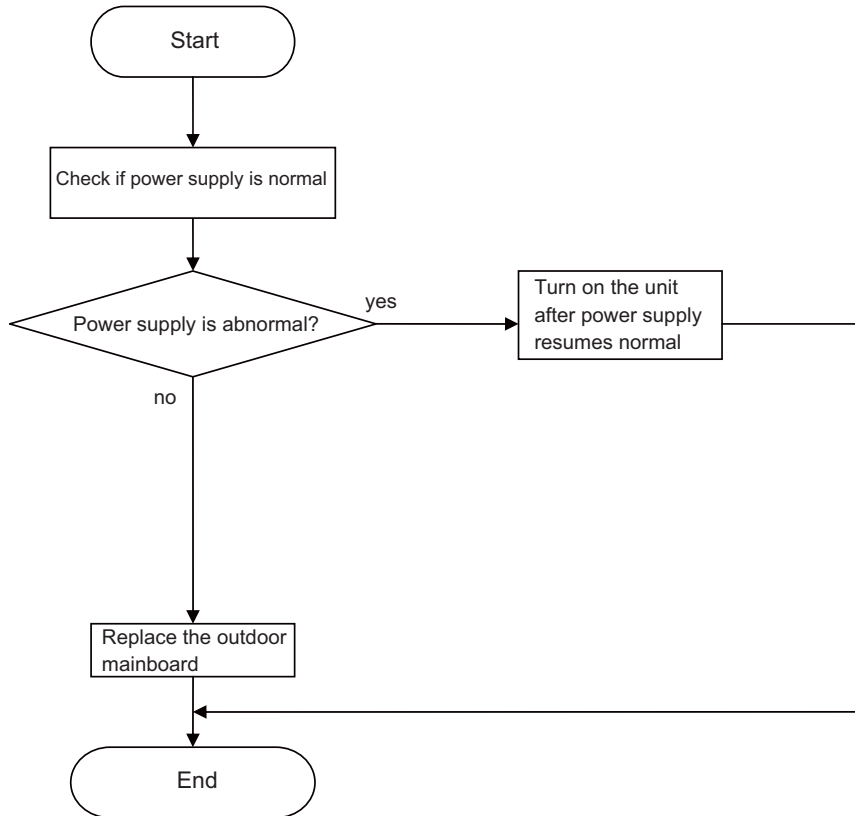 Start
Check if power supply is normal
Power supply is abnormal?
yes
Turn on the unit
after power supply
resumes normal
no
Replace the outdoor
mainboard
End